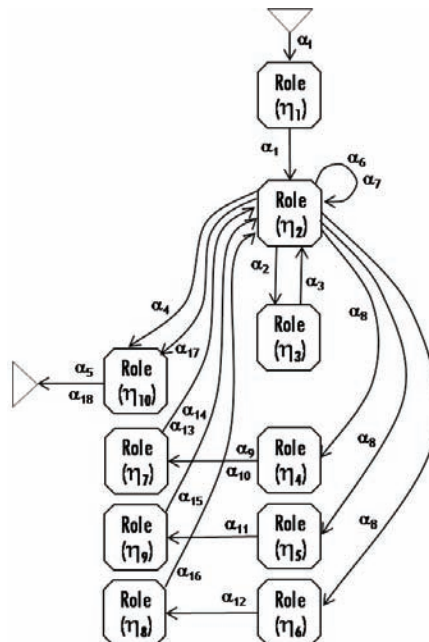 αI
Role
(η1)
α1
α6
α7
Role
(η2)
α2
α3
α4
α8
Role
(η3)
α5
α18
α17
Role
(η10)
α14
α13
α9
α10
α8
Role
(η7)
Role
(η4)
α8
α15
α11
Role
(η9)
Role
(η5)
α16
α12
Role
(η8)
Role
(η6)